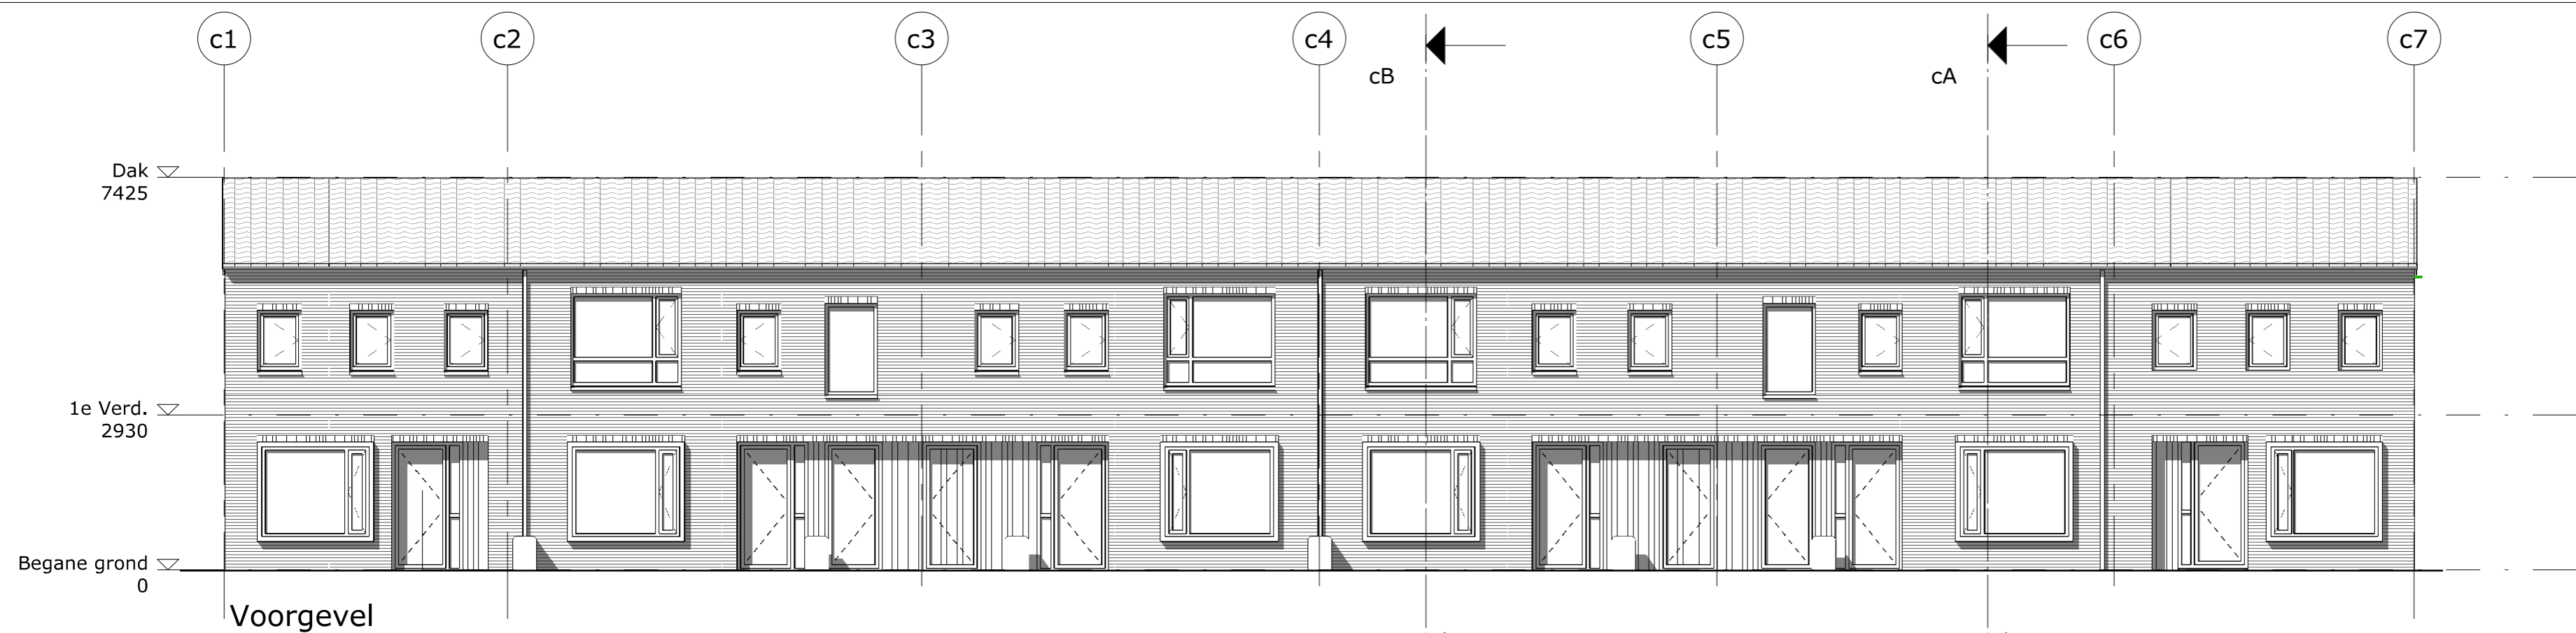 c1 c2 c3 c4 c5 c6 c7
cB cA
Dak
7425
1e Verd.
2930
Begane grond
0
Voorgevel